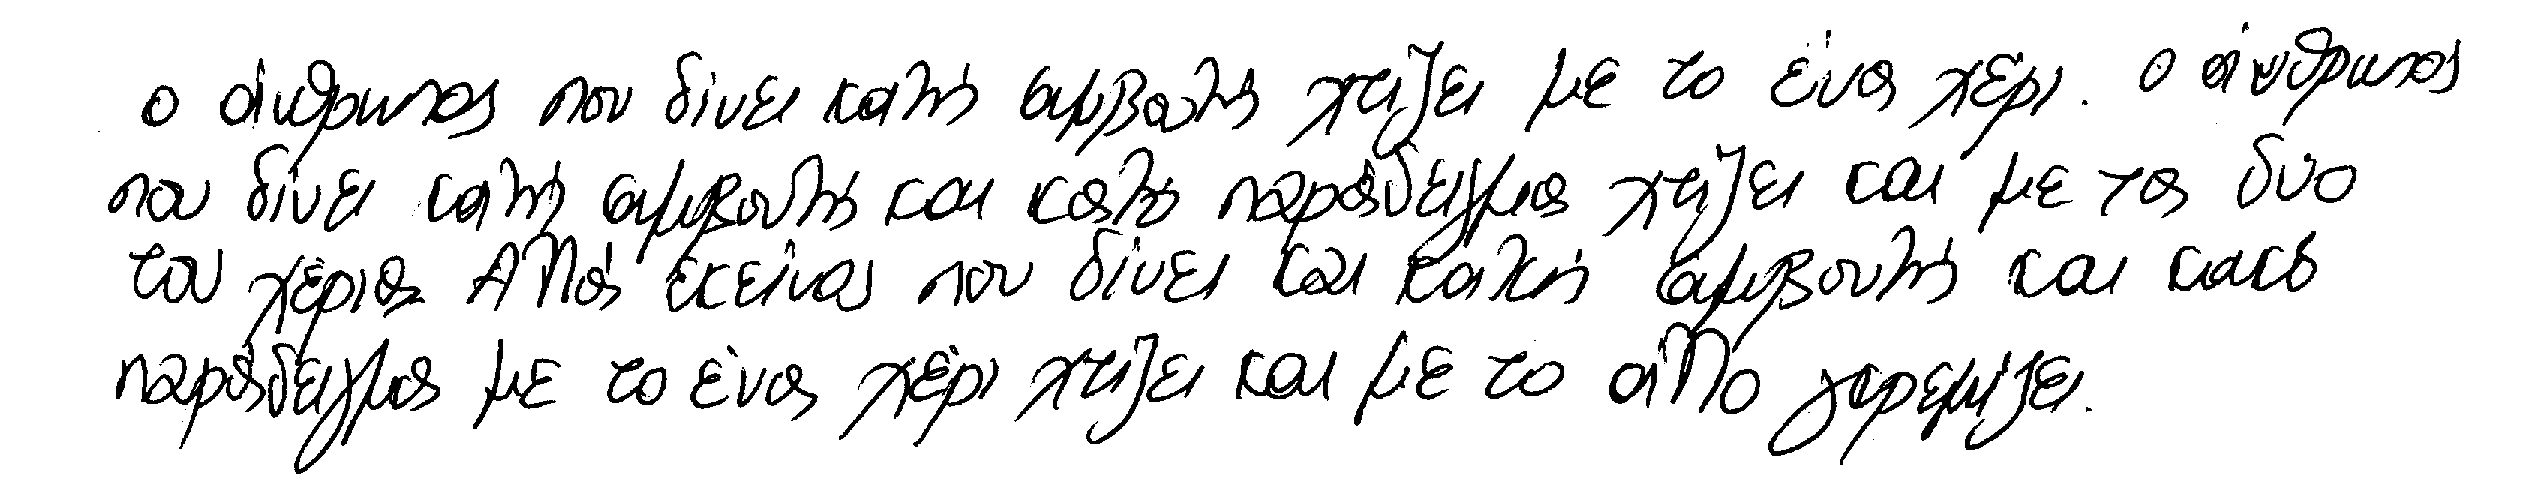 ο άνθρωπος που δίνει καλή συμβουλή χτίζει με το ένα χέρι. ο άνθρωπος
που δίνει καλή συμβουλή και καλό παράδειγμα χτίζει και με τα δυο
του χέρια. Αλλά εκείνος που δίνει και καλή συμβουλή και κακό
παράδειγμα με το ένα χέρι χτίζει και με το άλλο γκρεμίζει.